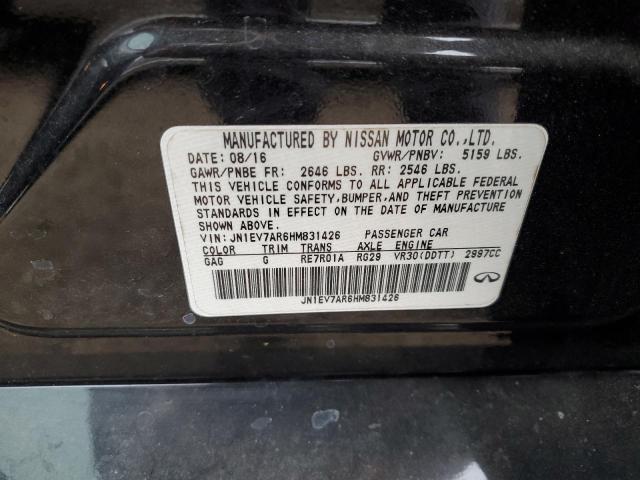 MANUFACTURED BY NISSAN MOTOR CO.,LTD.
DATE: 08/16 GVWR/PNBV: 5159 LBS.
GAWR/PNBE FR: 2646 LBS. RR: 2546 LBS.
THIS VEHICLE CONFORMS TO ALL APPLICABLE FEDERAL
MOTOR VEHICLE SAFETY, BUMPER, AND THEFT PREVENTION
STANDARDS IN EFFECT ON THE DATE OF MANUFACTURE
SHOWN ABOVE.
VIN: JN1EV7AR6HM831426 PASSENGER CAR
COLOR TRIM TRANS AXLE ENGINE
GAG G RE7R01A RG29 VR30(DDTT) 2997CC
JN1EV7AR6HM831426